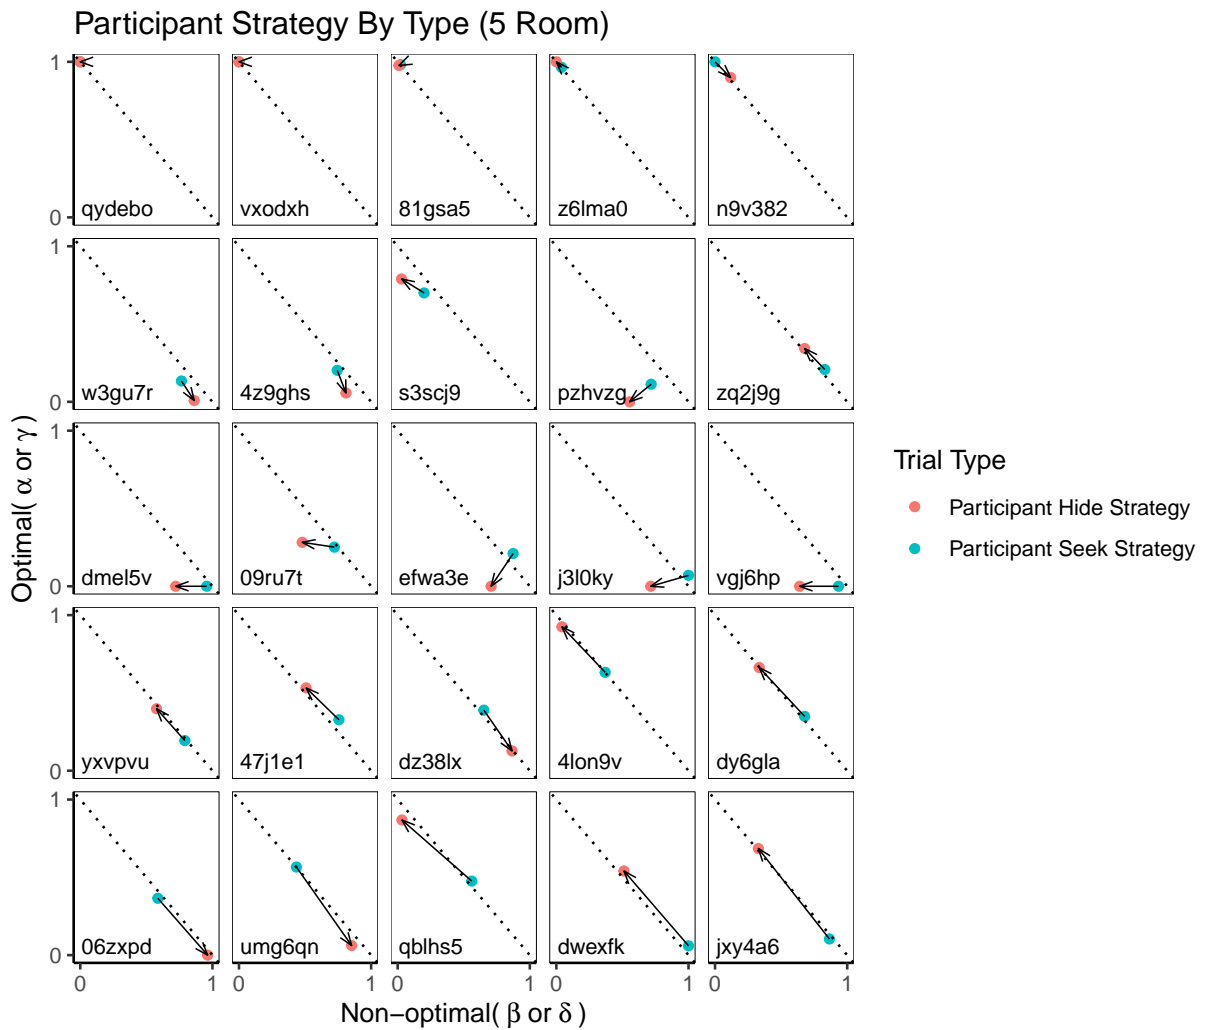 Participant Strategy By Type (5 Room)
1
0
qydebo
vxodxh
81gsa5
z6lma0
n9v382
1
0
w3gu7r
4z9ghs
s3scj9
pzhvzg
zq2j9g
1
0
dmel5v
09ru7t
efwa3e
j3l0ky
vgj6hp
1
0
yxvpvu
47j1e1
dz38lx
4lon9v
dy6gla
1
0
06zxpd
umg6qn
qblhs5
dwexfk
jxy4a6
0 1 0 1 0 1 0 1 0 1
Non−optimal( β or δ )
Optimal( α or γ )
Trial Type
Participant Hide Strategy
Participant Seek Strategy